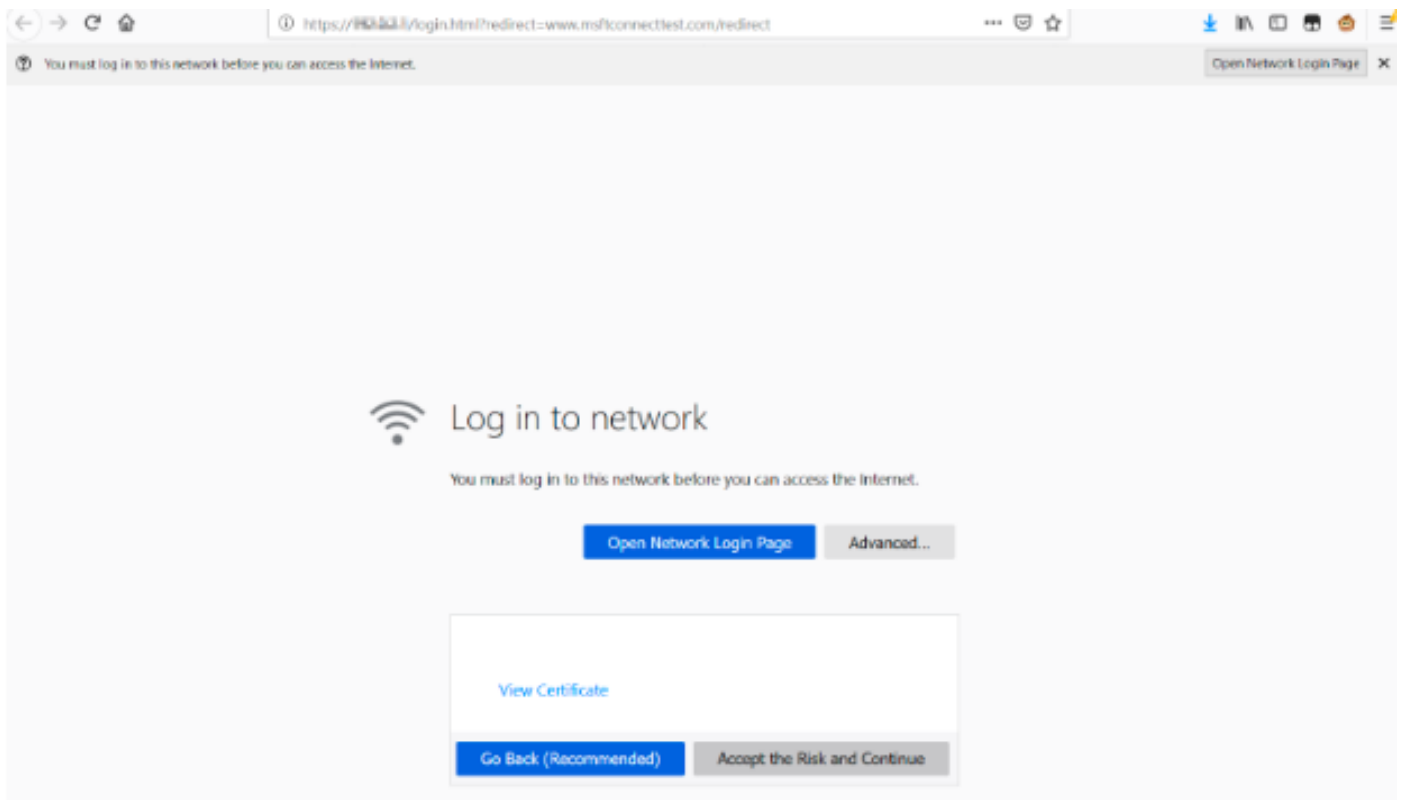 /login.html?redirect=www.msftconnecttest.com/redirect
You must log in to this network before you can access the Internet.
Open Network Login Page
Log in to network
You must log in to this network before you can access the Internet.
Open Network Login Page
Advanced...
View Certificate
Go Back (Recommended)
Accept the Risk and Continue